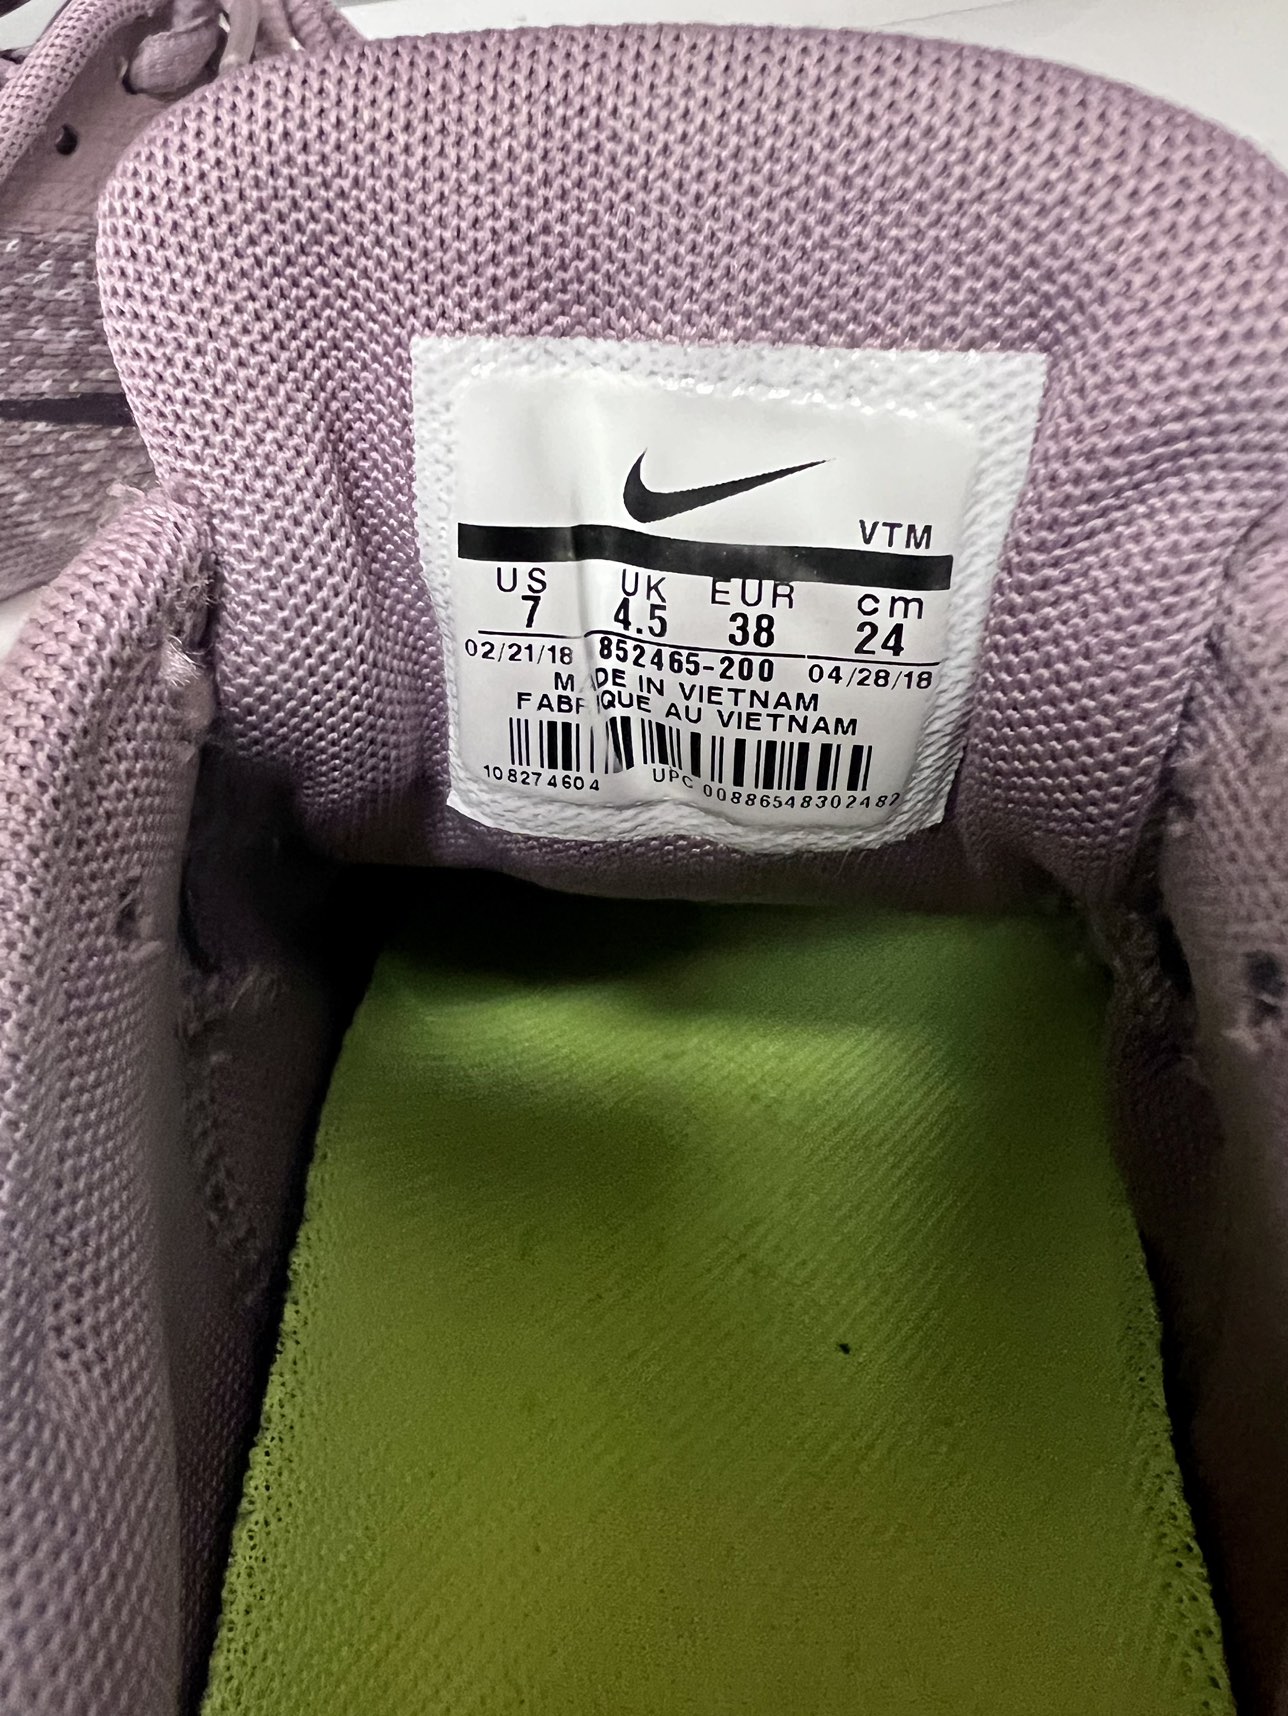 VTM
US UK EUR cm
7 4.5 38 24
02/21/18 852465-200 04/28/18
MADE IN VIETNAM
FABRIQUE AU VIETNAM
108274604 UPC 00886548302482